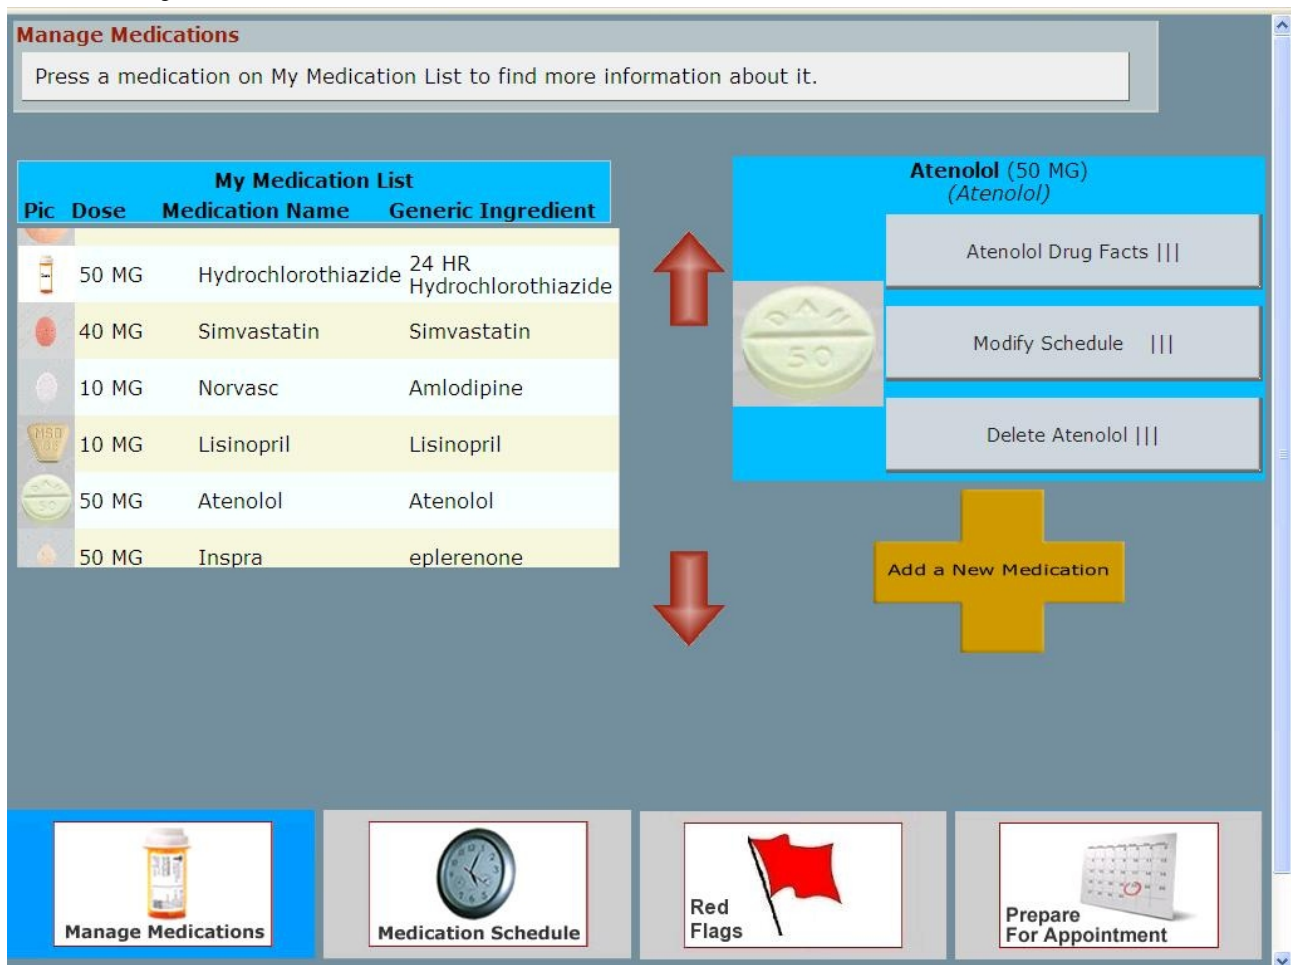 Manage Medications
Press a medication on My Medication List to find more information about it.
My Medication List
Pic Dose Medication Name Generic Ingredient
50 MG Hydrochlorothiazide 24 HR
Hydrochlorothiazide
40 MG Simvastatin Simvastatin
10 MG Norvasc Amlodipine
10 MG Lisinopril Lisinopril
50 MG Atenolol Atenolol
50 MG Inspra eplerenone
Atenolol (50 MG)
(Atenolol)
Atenolol Drug Facts |||
DAN
50
Modify Schedule |||
Delete Atenolol |||
Add a New Medication
Manage Medications
Medication Schedule
Red
Flags
Prepare
For Appointment